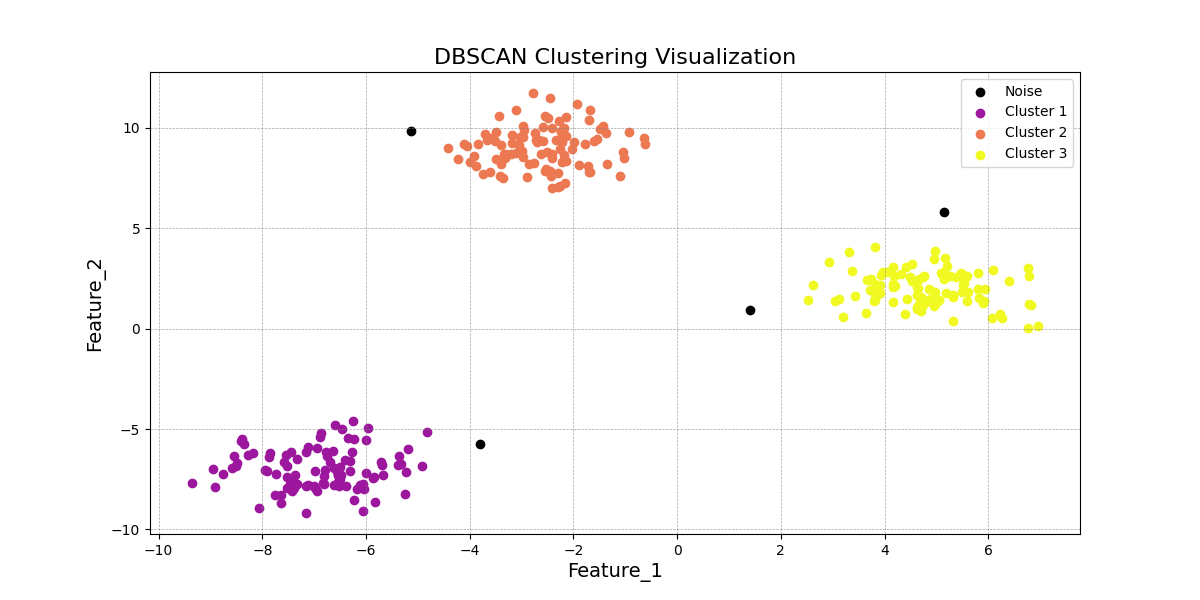 DBSCAN Clustering Visualization
Noise
Cluster 1
Cluster 2
Cluster 3
10
5
0
−5
−10
Feature_2
−10 −8 −6 −4 −2 0 2 4 6
Feature_1